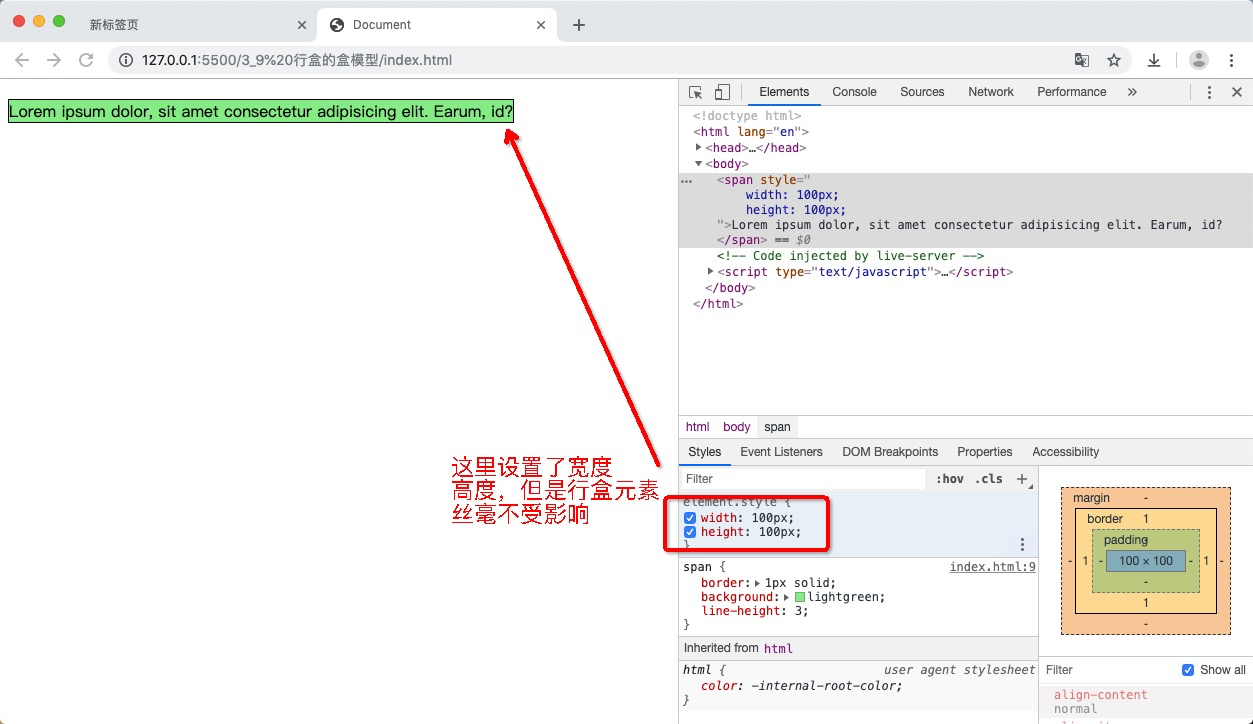 新标签页
Document
127.0.0.1:5500/3_9%20行盒的盒模型/index.html
Lorem ipsum dolor, sit amet consectetur adipisicing elit. Earum, id?
这里设置了宽度
高度，但是行盒元素
丝毫不受影响
Elements Console Sources Network Performance »
<!doctype html>
<html lang="en">
<head>…</head>
<body>
<span style="
width: 100px;
height: 100px;
">Lorem ipsum dolor, sit amet consectetur adipisicing elit. Earum, id?
</span> == $0
<!-- Code injected by live-server -->
<script type="text/javascript">…</script>
</body>
</html>
html body span
Styles Event Listeners DOM Breakpoints Properties Accessibility
Filter :hov .cls +
element.style {
width: 100px;
height: 100px;
}
span { index.html:9
border: 1px solid;
background: lightgreen;
line-height: 3;
}
Inherited from html
html { user agent stylesheet
color: -internal-root-color;
}
margin -
border 1
padding -
- 1 - 100 × 100 - 1 -
-
1
-
Filter Show all
align-content
normal